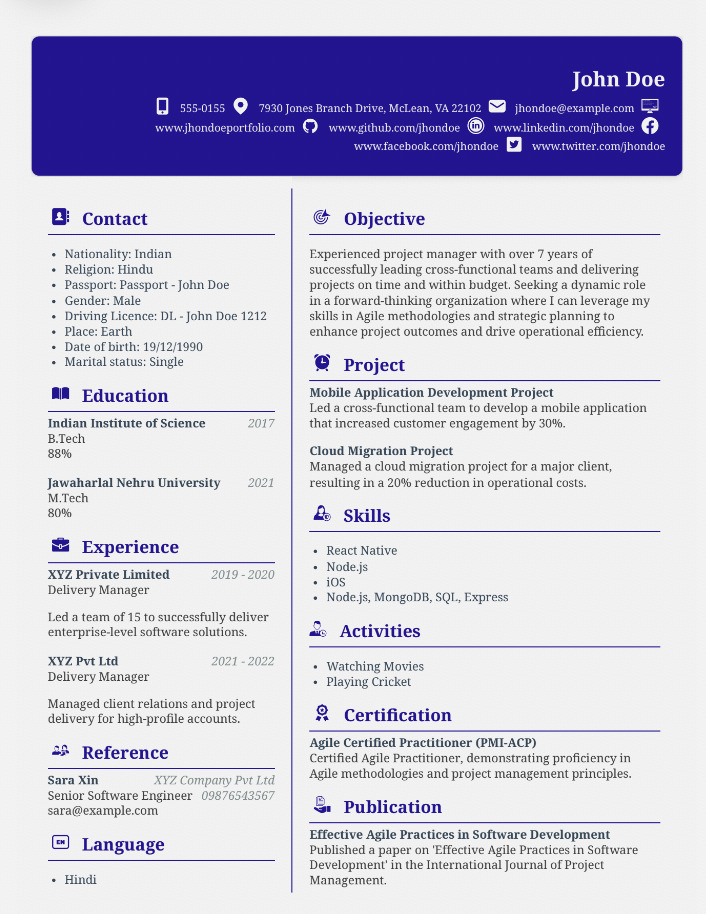 John Doe
555-0155 7930 Jones Branch Drive, McLean, VA 22102 jhondoe@example.com
www.jhondoeportfolio.com www.github.com/jhondoe www.linkedin.com/jhondoe
www.facebook.com/jhondoe www.twitter.com/jhondoe
Contact
• Nationality: Indian
• Religion: Hindu
• Passport: Passport - John Doe
• Gender: Male
• Driving Licence: DL - John Doe 1212
• Place: Earth
• Date of birth: 19/12/1990
• Marital status: Single
Education
Indian Institute of Science 2017
B.Tech
88%
Jawaharlal Nehru University 2021
M.Tech
80%
Experience
XYZ Private Limited 2019 - 2020
Delivery Manager
Led a team of 15 to successfully deliver
enterprise-level software solutions.
XYZ Pvt Ltd 2021 - 2022
Delivery Manager
Managed client relations and project
delivery for high-profile accounts.
Reference
Sara Xin XYZ Company Pvt Ltd
Senior Software Engineer 09876543567
sara@example.com
EN Language
• Hindi
Objective
Experienced project manager with over 7 years of
successfully leading cross-functional teams and delivering
projects on time and within budget. Seeking a dynamic role
in a forward-thinking organization where I can leverage my
skills in Agile methodologies and strategic planning to
enhance project outcomes and drive operational efficiency.
Project
Mobile Application Development Project
Led a cross-functional team to develop a mobile application
that increased customer engagement by 30%.
Cloud Migration Project
Managed a cloud migration project for a major client,
resulting in a 20% reduction in operational costs.
Skills
• React Native
• Node.js
• iOS
• Node.js, MongoDB, SQL, Express
Activities
• Watching Movies
• Playing Cricket
Certification
Agile Certified Practitioner (PMI-ACP)
Certified Agile Practitioner, demonstrating proficiency in
Agile methodologies and project management principles.
Publication
Effective Agile Practices in Software Development
Published a paper on 'Effective Agile Practices in Software
Development' in the International Journal of Project
Management.